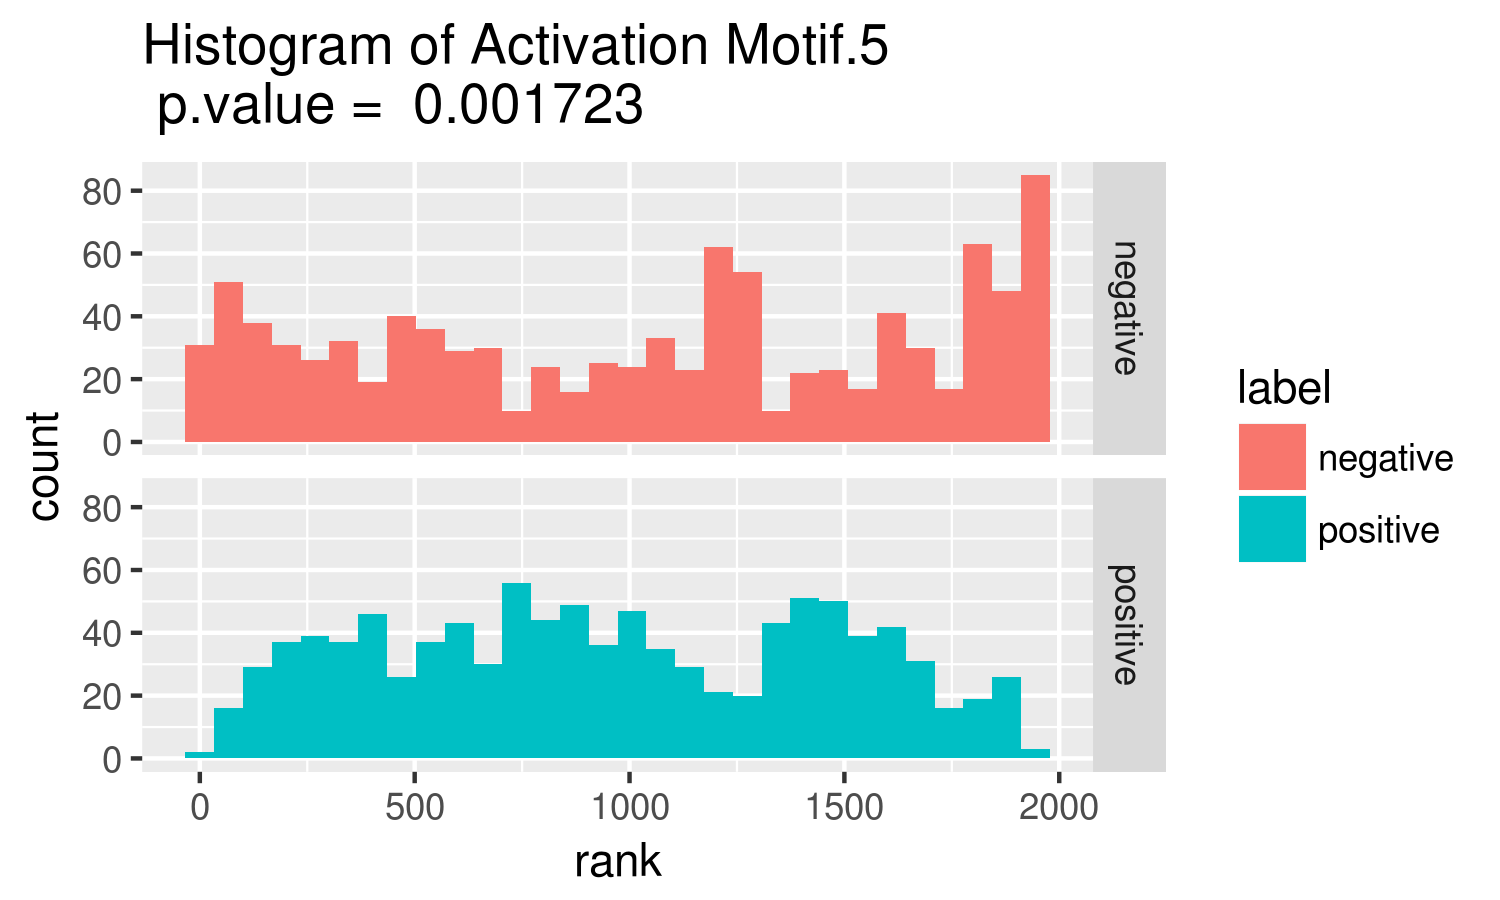 Histogram of Activation Motif.5
p.value = 0.001723
count
80
60
40
20
0
negative
80
60
40
20
0
positive
0 500 1000 1500 2000
rank
label
negative
positive